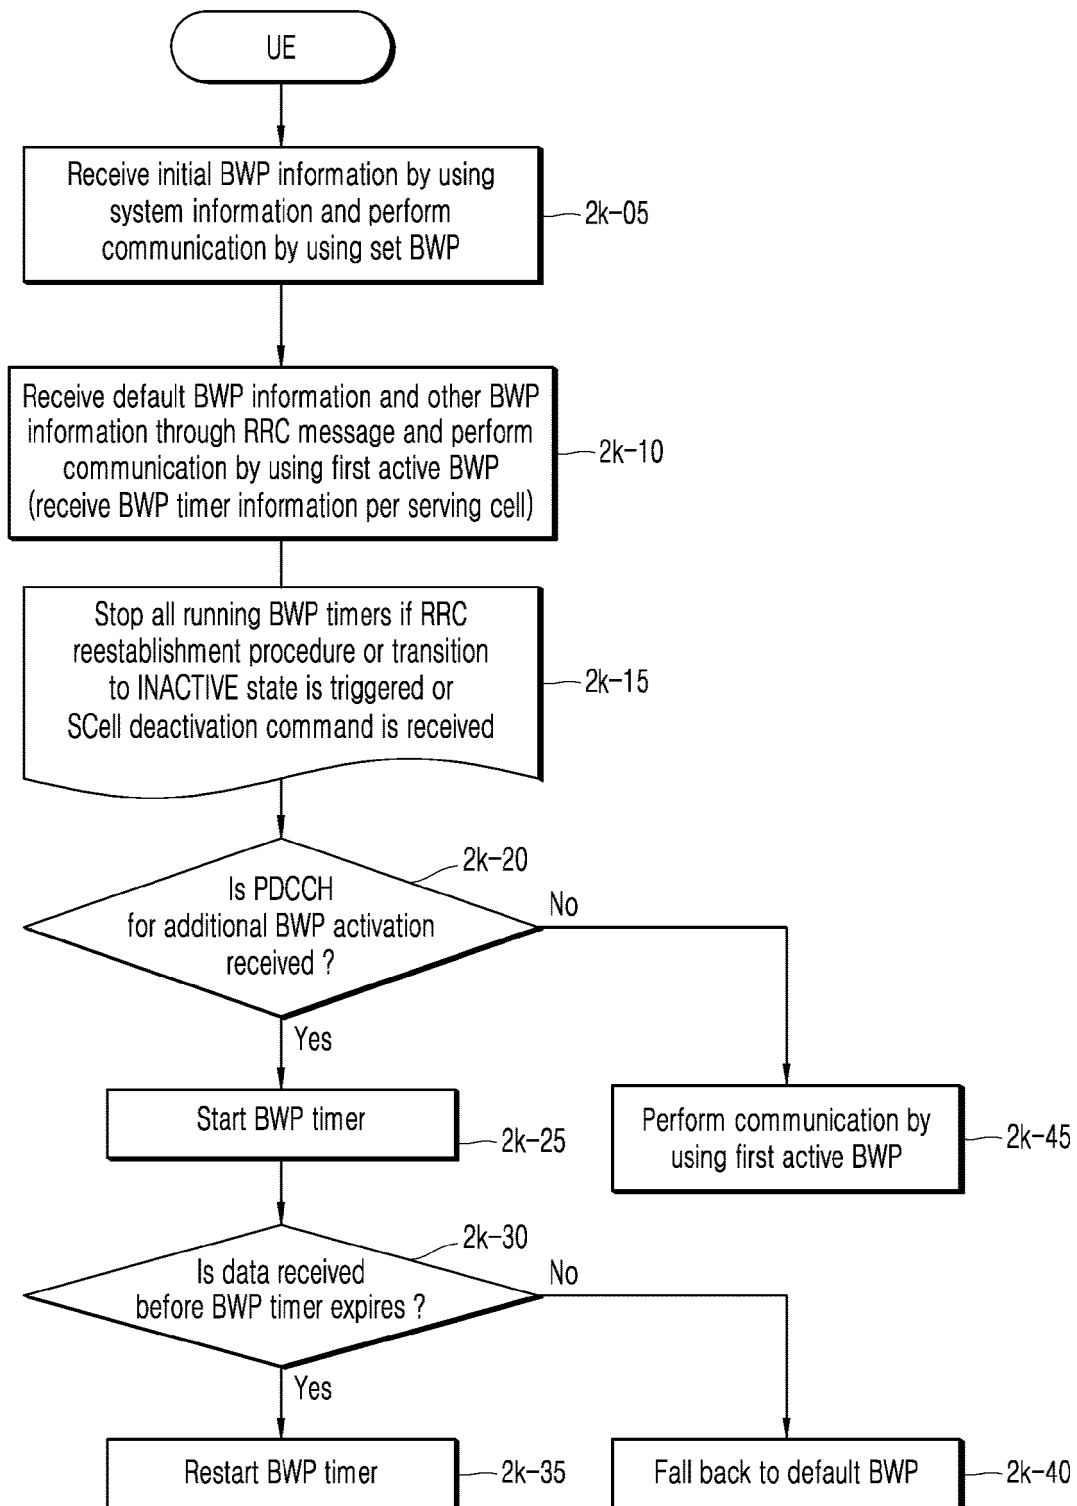 UE
Receive initial BWP information by using
system information and perform
communication by using set BWP
2k-05
Receive default BWP information and other BWP
information through RRC message and perform
communication by using first active BWP
(receive BWP timer information per serving cell)
2k-10
Stop all running BWP timers if RRC
reestablishment procedure or transition
to INACTIVE state is triggered or
SCell deactivation command is received
2k-15
2k-20
Is PDCCH
for additional BWP activation
received ?
No
Yes
Start BWP timer
2k-25
Perform communication by
using first active BWP
2k-45
2k-30
Is data received
before BWP timer expires ?
No
Yes
Restart BWP timer
2k-35
Fall back to default BWP
2k-40